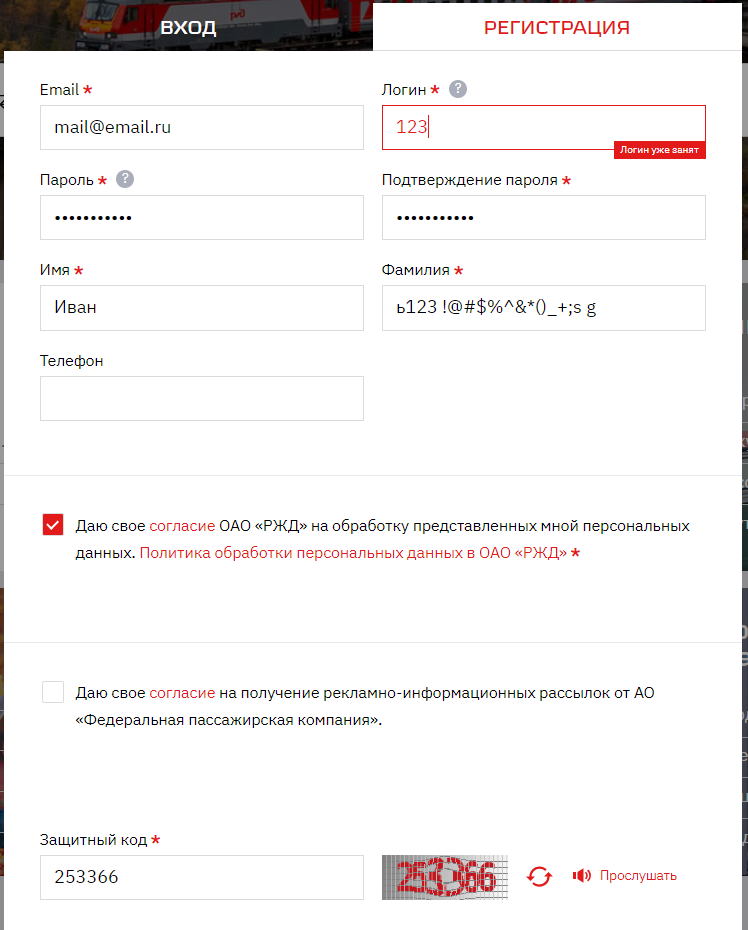 ВХОД
РЕГИСТРАЦИЯ
Email *
Логин * ?
mail@email.ru
123
Логин уже занят
Пароль * ?
Подтверждение пароля *
•••••••••••
•••••••••••
Имя *
Фамилия *
Иван
ь123 !@#$%^&*()_+;s g
Телефон
Даю свое согласие ОАО «РЖД» на обработку представленных мной персональных
данных. Политика обработки персональных данных в ОАО «РЖД» *
Даю свое согласие на получение рекламно-информационных рассылок от АО
«Федеральная пассажирская компания».
Защитный код *
253366
Прослушать